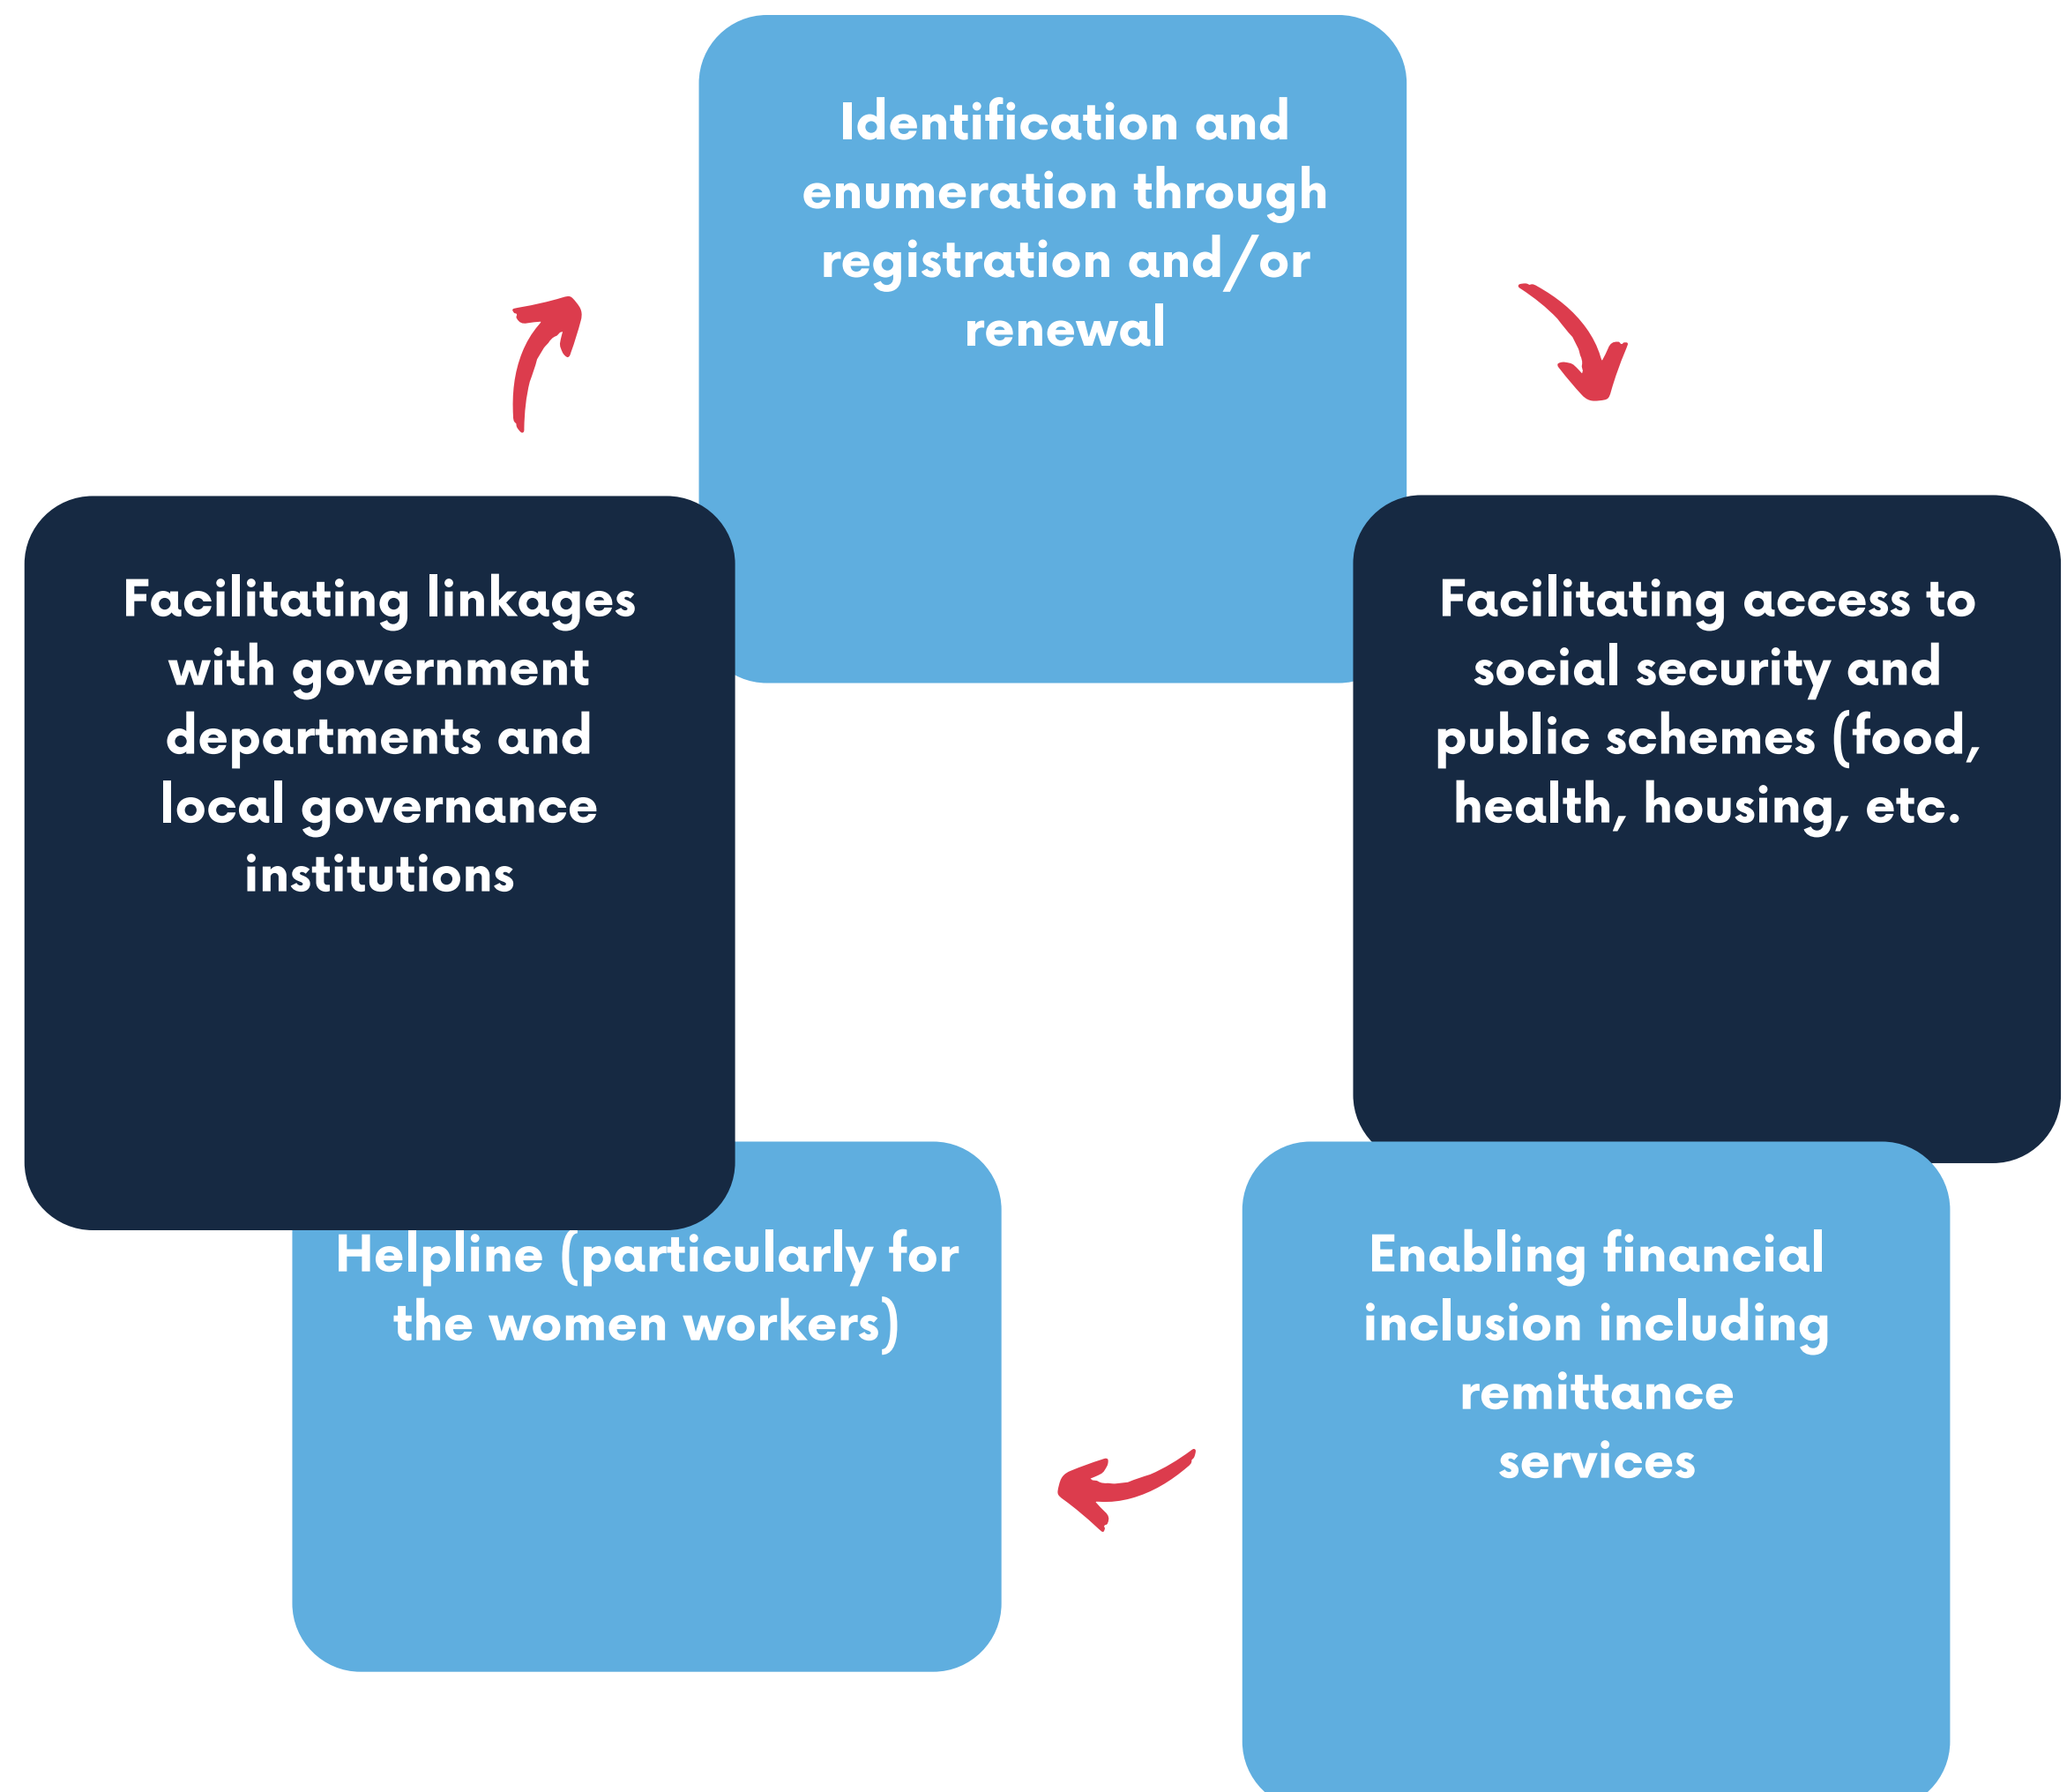 Identification and
enumeration through
registration and/or
renewal
Facilitating access to
social security and
public schemes (food,
health, housing, etc.
Enabling financial
inclusion including
remittance
services
Helpline (particularly for
the women workers)
Facilitating linkages
with government
departments and
local governance
institutions